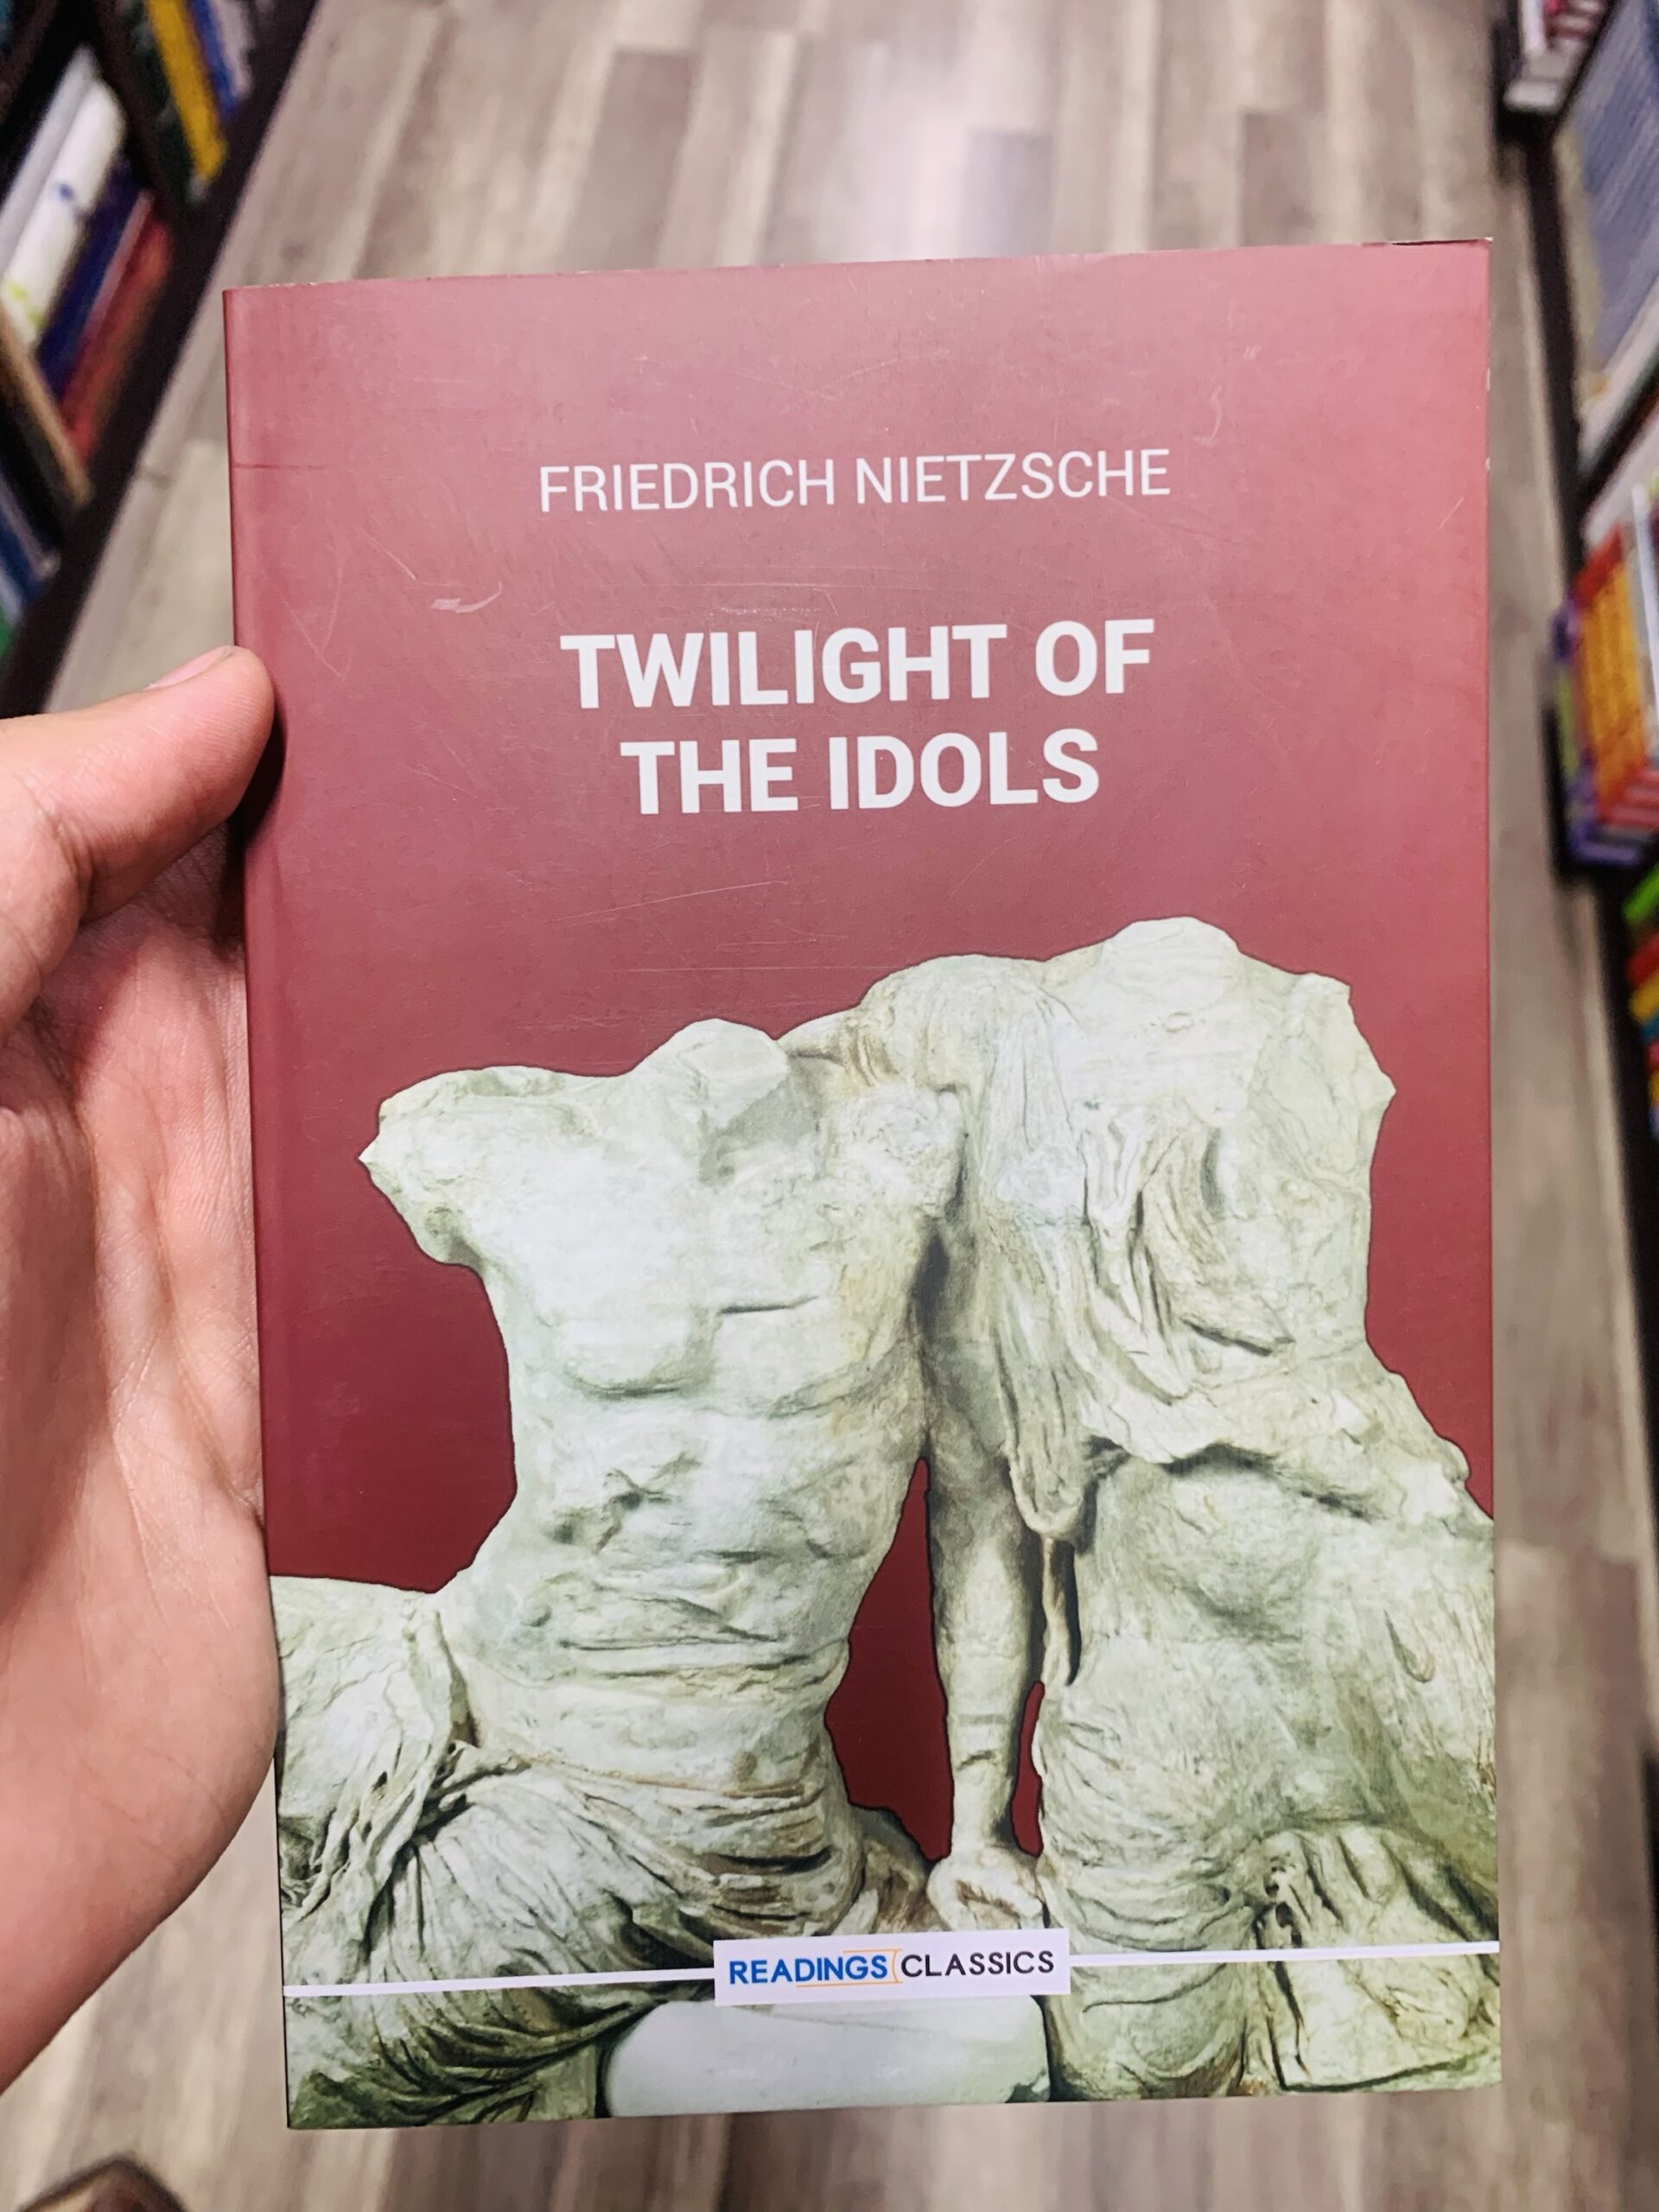 FRIEDRICH NIETZSCHE
TWILIGHT OF
THE IDOLS
READINGS CLASSICS